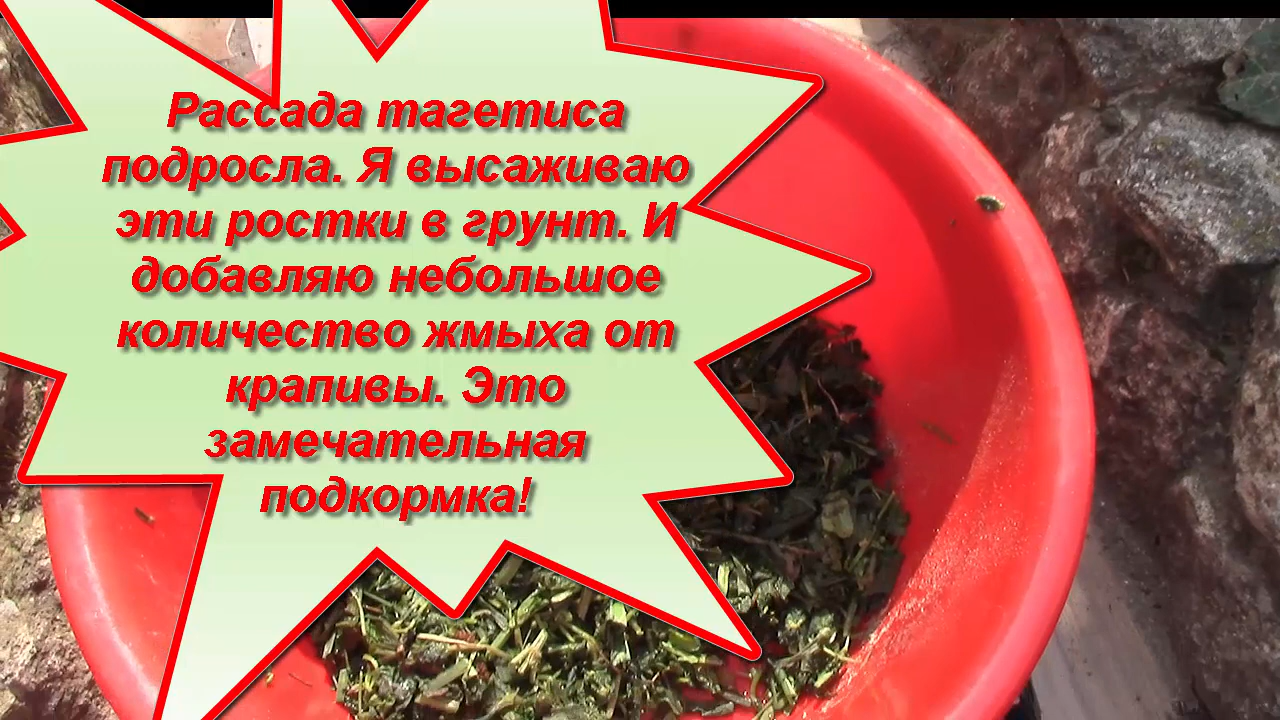 Рассада тагетиса
подросла. Я высаживаю
эти ростки в грунт. И
добавляю небольшое
количество жмыха от
крапивы. Это
замечательная
подкормка!